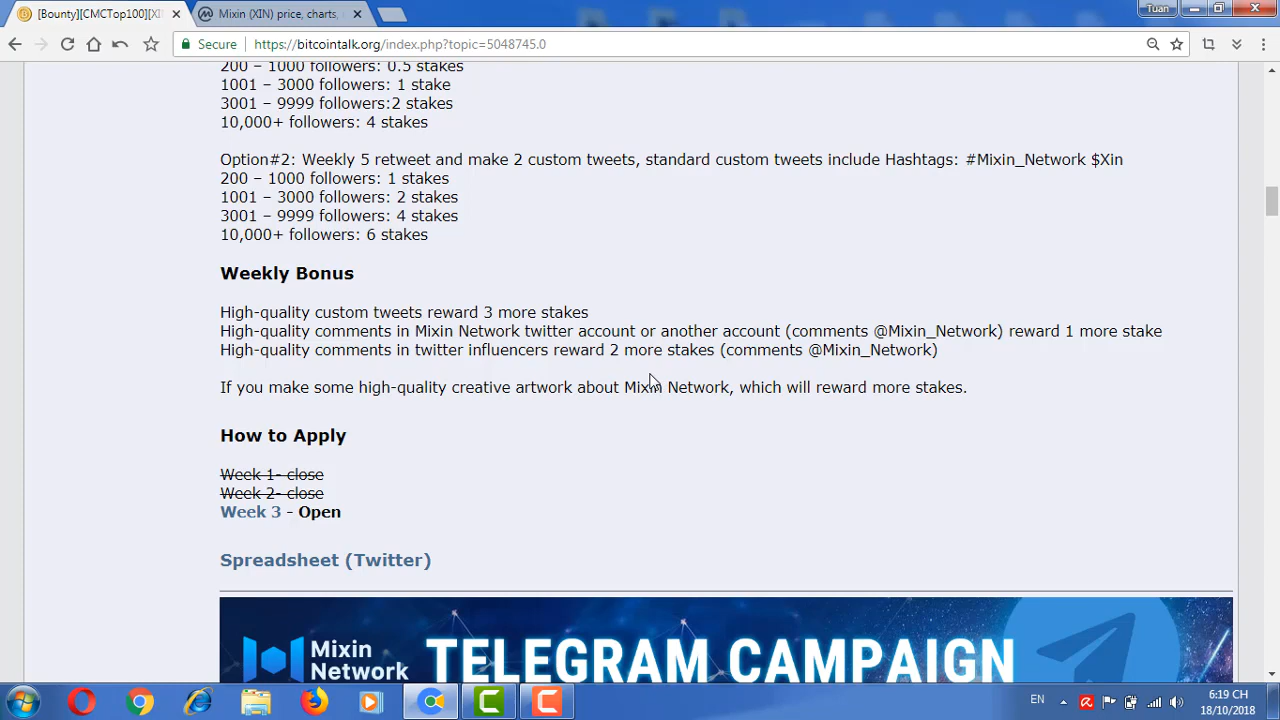 [Bounty][CMCTop100][XI
Mixin (XIN) price, charts,
Tuan
Secure
https://bitcointalk.org/index.php?topic=5048745.0
200 – 1000 followers: 0.5 stakes
1001 – 3000 followers: 1 stake
3001 – 9999 followers:2 stakes
10,000+ followers: 4 stakes
Option#2: Weekly 5 retweet and make 2 custom tweets, standard custom tweets include Hashtags: #Mixin_Network $Xin
200 – 1000 followers: 1 stakes
1001 – 3000 followers: 2 stakes
3001 – 9999 followers: 4 stakes
10,000+ followers: 6 stakes
Weekly Bonus
High-quality custom tweets reward 3 more stakes
High-quality comments in Mixin Network twitter account or another account (comments @Mixin_Network) reward 1 more stake
High-quality comments in twitter influencers reward 2 more stakes (comments @Mixin_Network)
If you make some high-quality creative artwork about Mixin Network, which will reward more stakes.
How to Apply
Week 1- close
Week 2- close
Week 3 - Open
Spreadsheet (Twitter)
Mixin
Network
TELEGRAM CAMPAIGN
EN
6:19 CH
18/10/2018